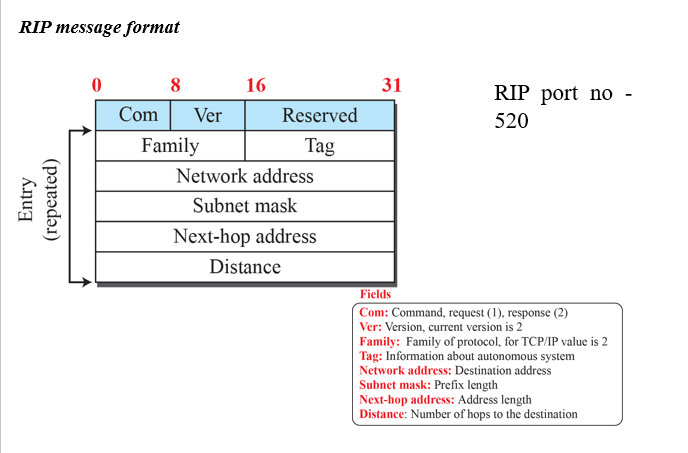 RIP message format
0 8 16 31
RIP port no -
520
Com Ver Reserved
Family Tag
Network address
Subnet mask
Next-hop address
Distance
Entry
(repeated)
Fields
Com: Command, request (1), response (2)
Ver: Version, current version is 2
Family: Family of protocol, for TCP/IP value is 2
Tag: Information about autonomous system
Network address: Destination address
Subnet mask: Prefix length
Next-hop address: Address length
Distance: Number of hops to the destination